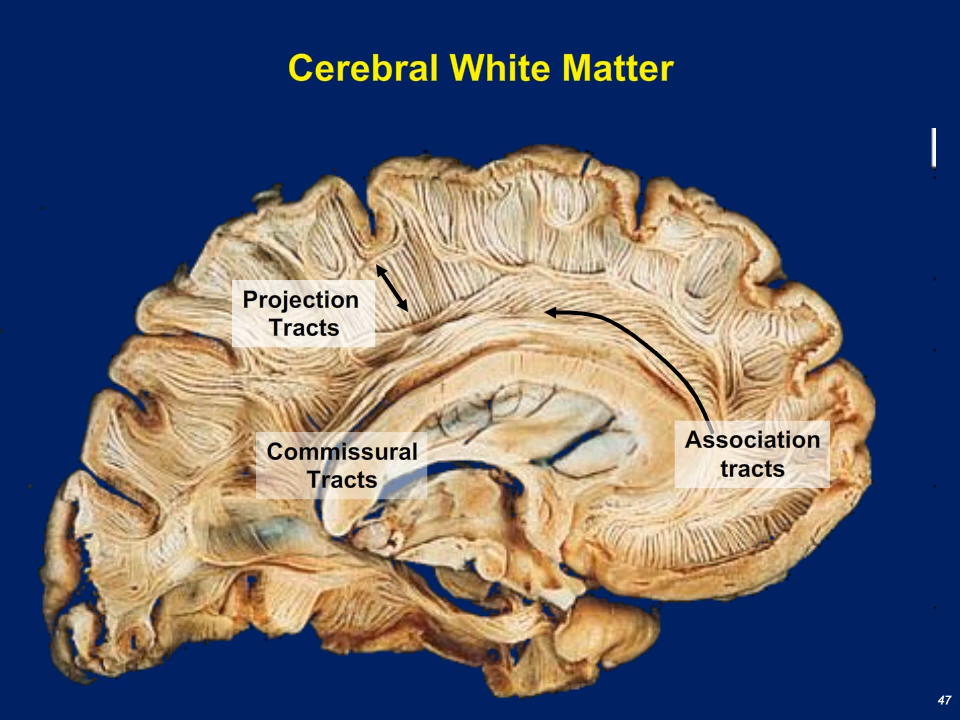 Cerebral White Matter
Projection
Tracts
Commissural
Tracts
Association
tracts
47